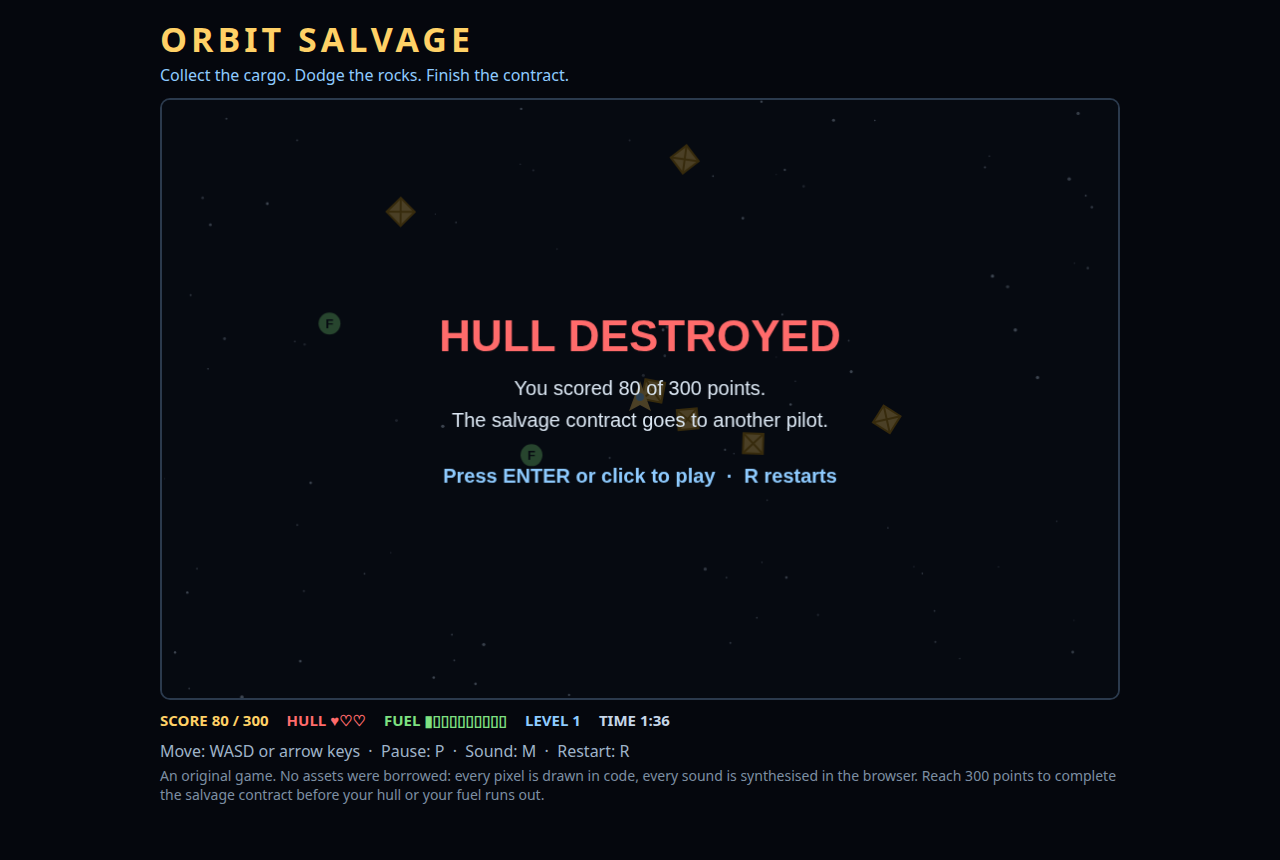 ORBIT SALVAGE
Collect the cargo. Dodge the rocks. Finish the contract.
F
HULL DESTROYED
You scored 80 of 300 points.
The salvage contract goes to another pilot.
F
Press ENTER or click to play · R restarts
SCORE 80 / 300 HULL ♥♡♡ FUEL ▮▯▯▯▯▯▯▯▯▯ LEVEL 1 TIME 1:36
Move: WASD or arrow keys · Pause: P · Sound: M · Restart: R
An original game. No assets were borrowed: every pixel is drawn in code, every sound is synthesised in the browser. Reach 300 points to complete
the salvage contract before your hull or your fuel runs out.